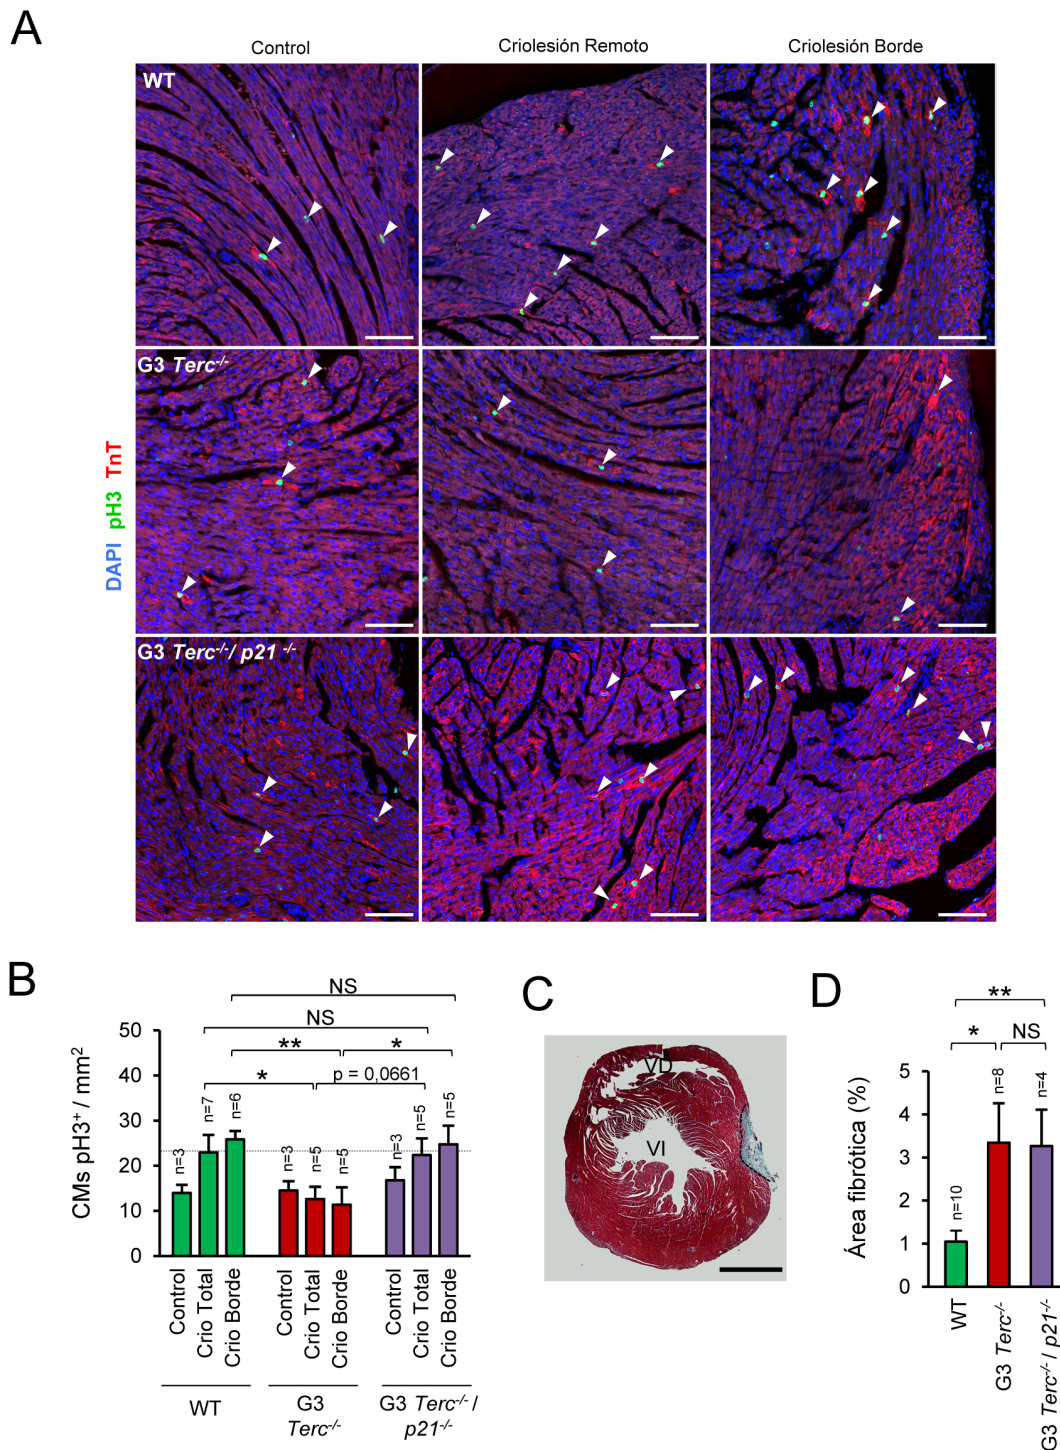 A
Control
Criolesión Remoto
Criolesión Borde
WT
G3 Terc-/-
G3 Terc-/-/ p21 -/-
DAPI pH3 TnT
B
NS
NS
** *
* p = 0,0661
CMs pH3+ / mm2
50
40
30
20
10
0
n=3
n=7
n=6
n=3
n=5
n=5
n=3
n=5
n=5
Control
Crio Total
Crio Borde
Control
Crio Total
Crio Borde
Control
Crio Total
Crio Borde
WT
G3
Terc-/-
G3 Terc-/- /
p21-/-
C
VD
VI
D
**
* NS
Área fibrótica (%)
5
4
3
2
1
0
n=10
n=8
n=4
WT
G3 Terc-/-
G3 Terc-/- / p21-/-